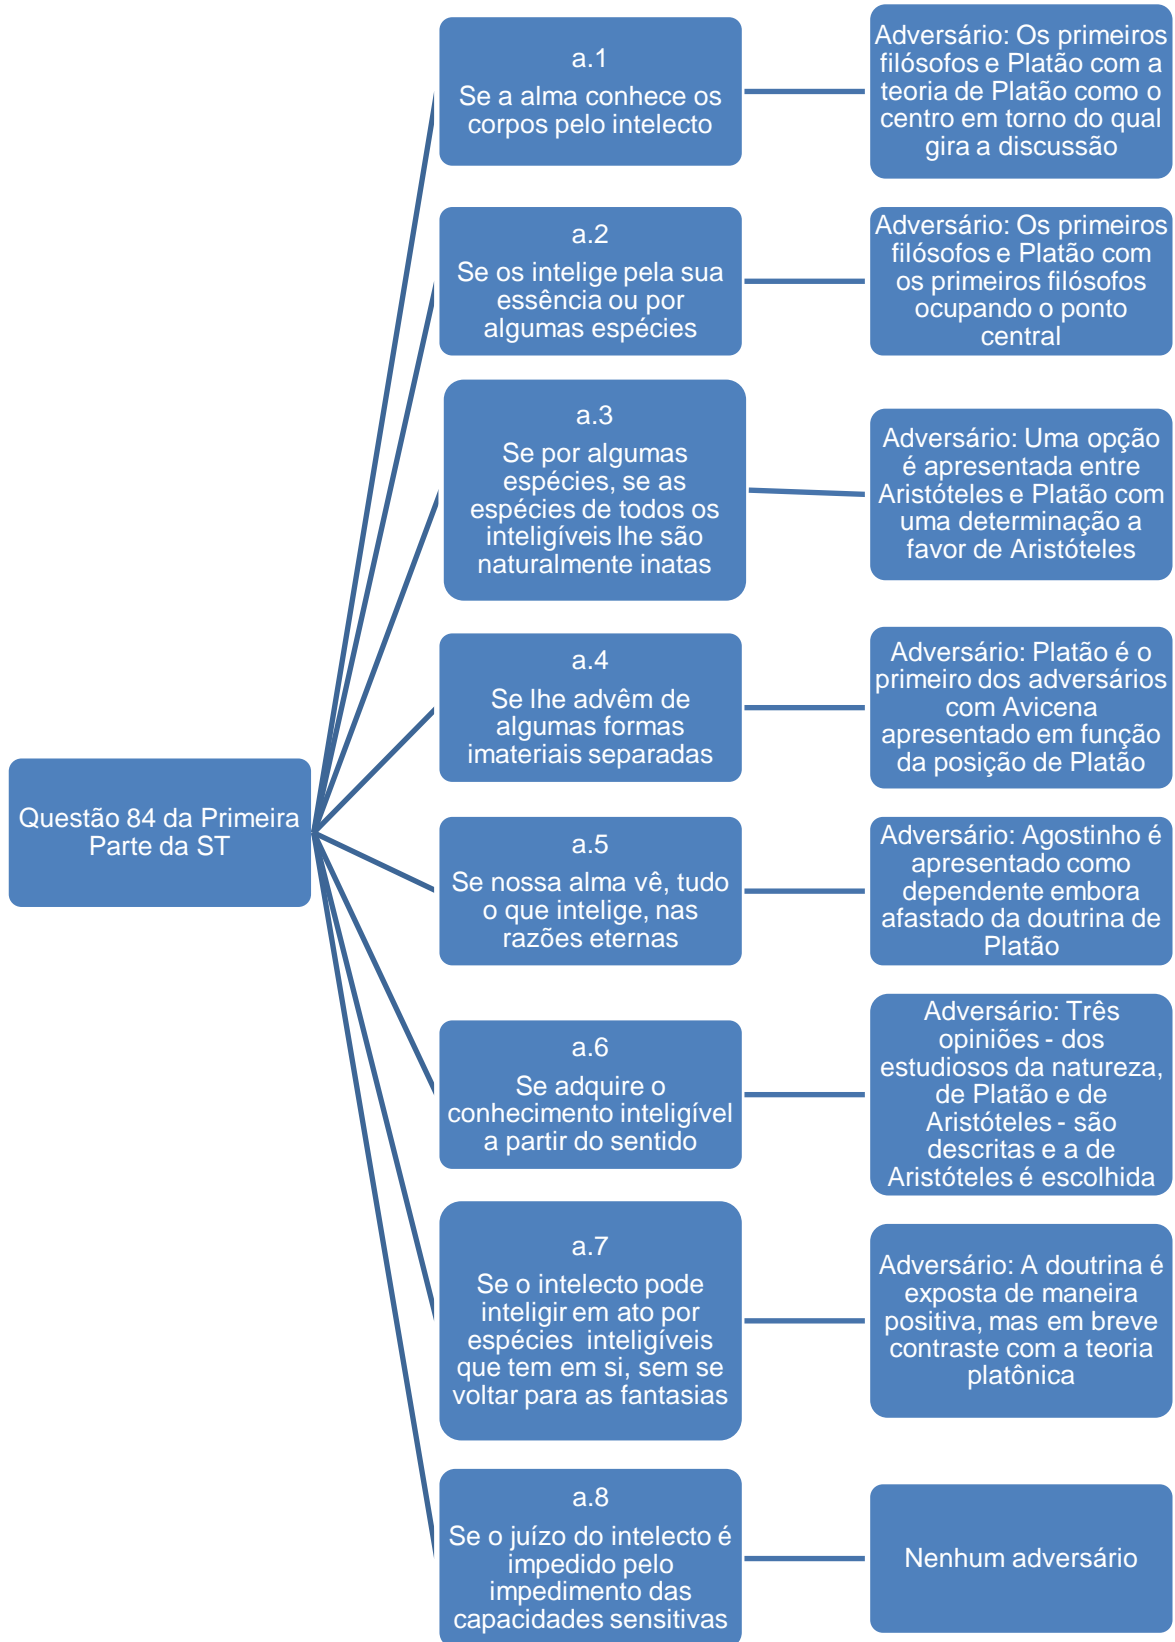 Questão 84 da Primeira
Parte da ST
a.1
Se a alma conhece os
corpos pelo intelecto
Adversário: Os primeiros
filósofos e Platão com a
teoria de Platão como o
centro em torno do qual
gira a discussão
a.2
Se os intelige pela sua
essência ou por
algumas espécies
Adversário: Os primeiros
filósofos e Platão com
os primeiros filósofos
ocupando o ponto
central
a.3
Se por algumas
espécies, se as
espécies de todos os
inteligíveis lhe são
naturalmente inatas
Adversário: Uma opção
é apresentada entre
Aristóteles e Platão com
uma determinação a
favor de Aristóteles
a.4
Se lhe advêm de
algumas formas
imateriais separadas
Adversário: Platão é o
primeiro dos adversários
com Avicena
apresentado em função
da posição de Platão
a.5
Se nossa alma vê, tudo
o que intelige, nas
razões eternas
Adversário: Agostinho é
apresentado como
dependente embora
afastado da doutrina de
Platão
a.6
Se adquire o
conhecimento inteligível
a partir do sentido
Adversário: Três
opiniões - dos
estudiosos da natureza,
de Platão e de
Aristóteles - são
descritas e a de
Aristóteles é escolhida
a.7
Se o intelecto pode
inteligir em ato por
espécies inteligíveis
que tem em si, sem se
voltar para as fantasias
Adversário: A doutrina é
exposta de maneira
positiva, mas em breve
contraste com a teoria
platônica
a.8
Se o juízo do intelecto é
impedido pelo
impedimento das
capacidades sensitivas
Nenhum adversário